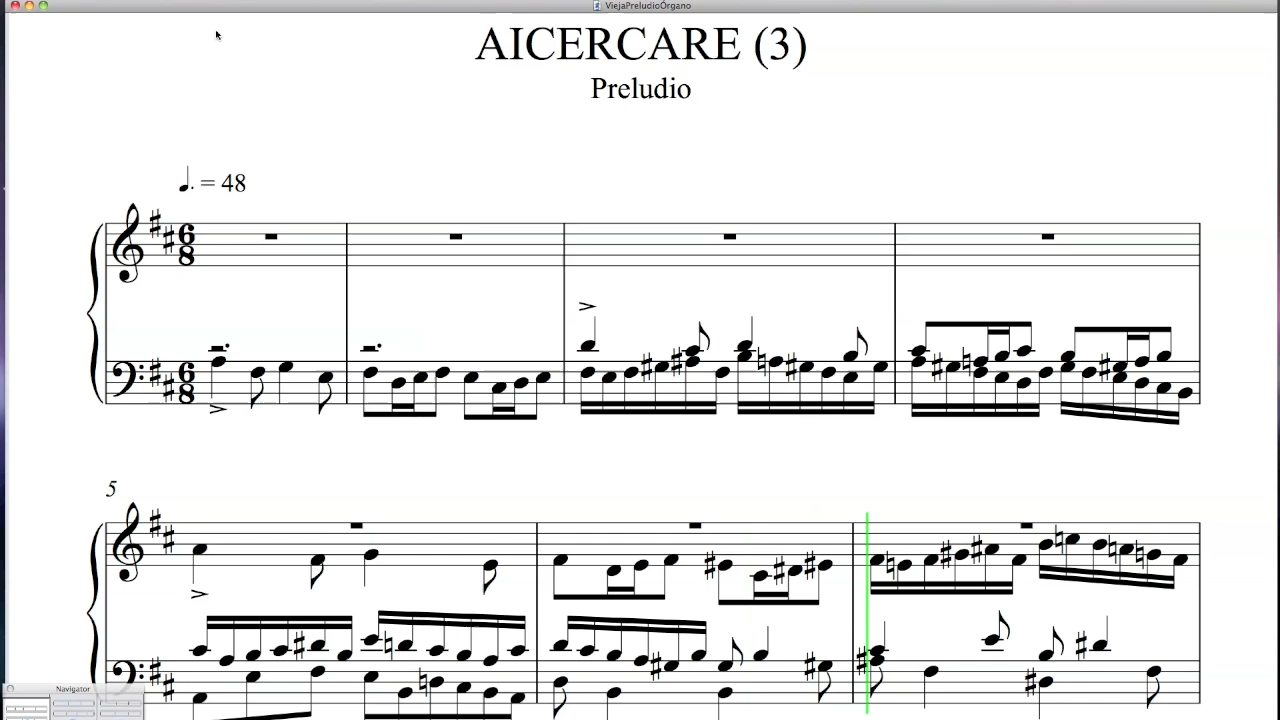 ViejaPreludioÓrgano
AICERCARE (3)
Preludio
♩. = 48
6
8
6
8
5
Navigator